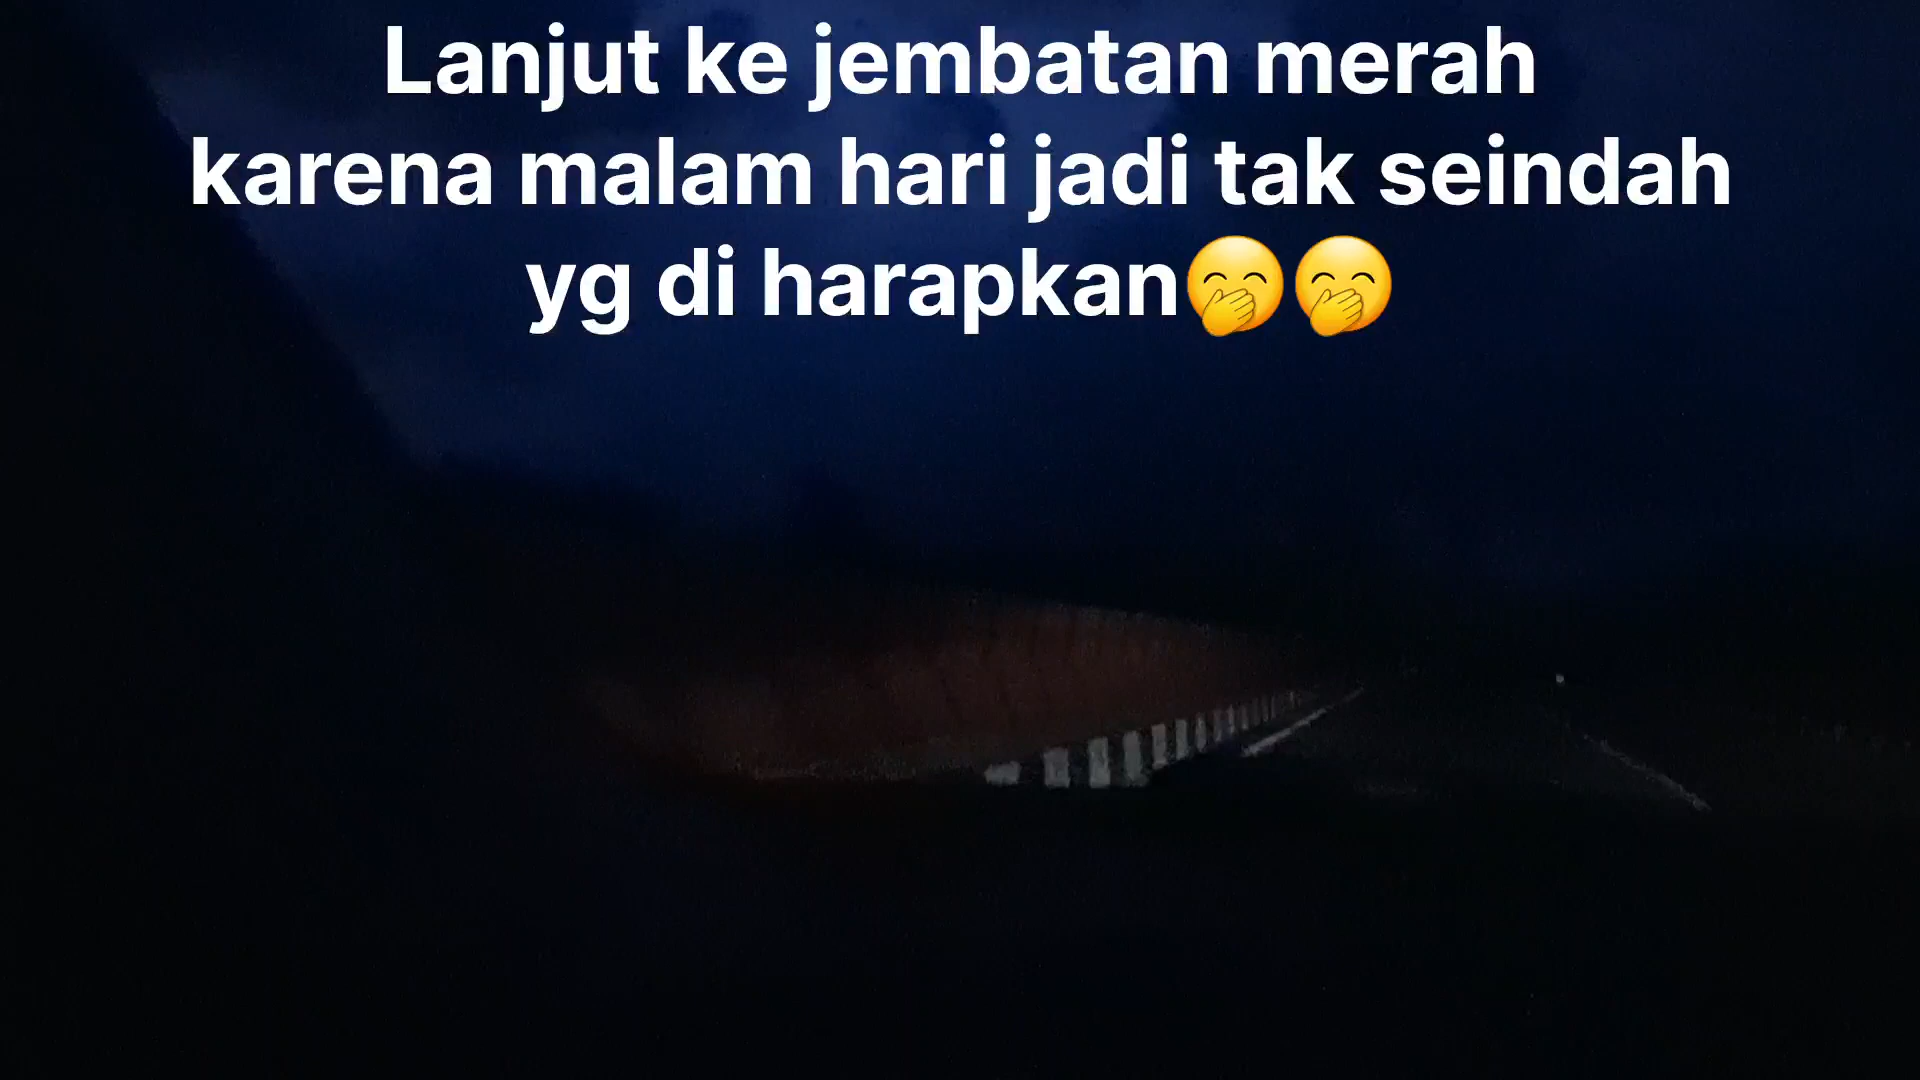 Lanjut ke jembatan merah
karena malam hari jadi tak seindah
yg di harapkan🤭🤭